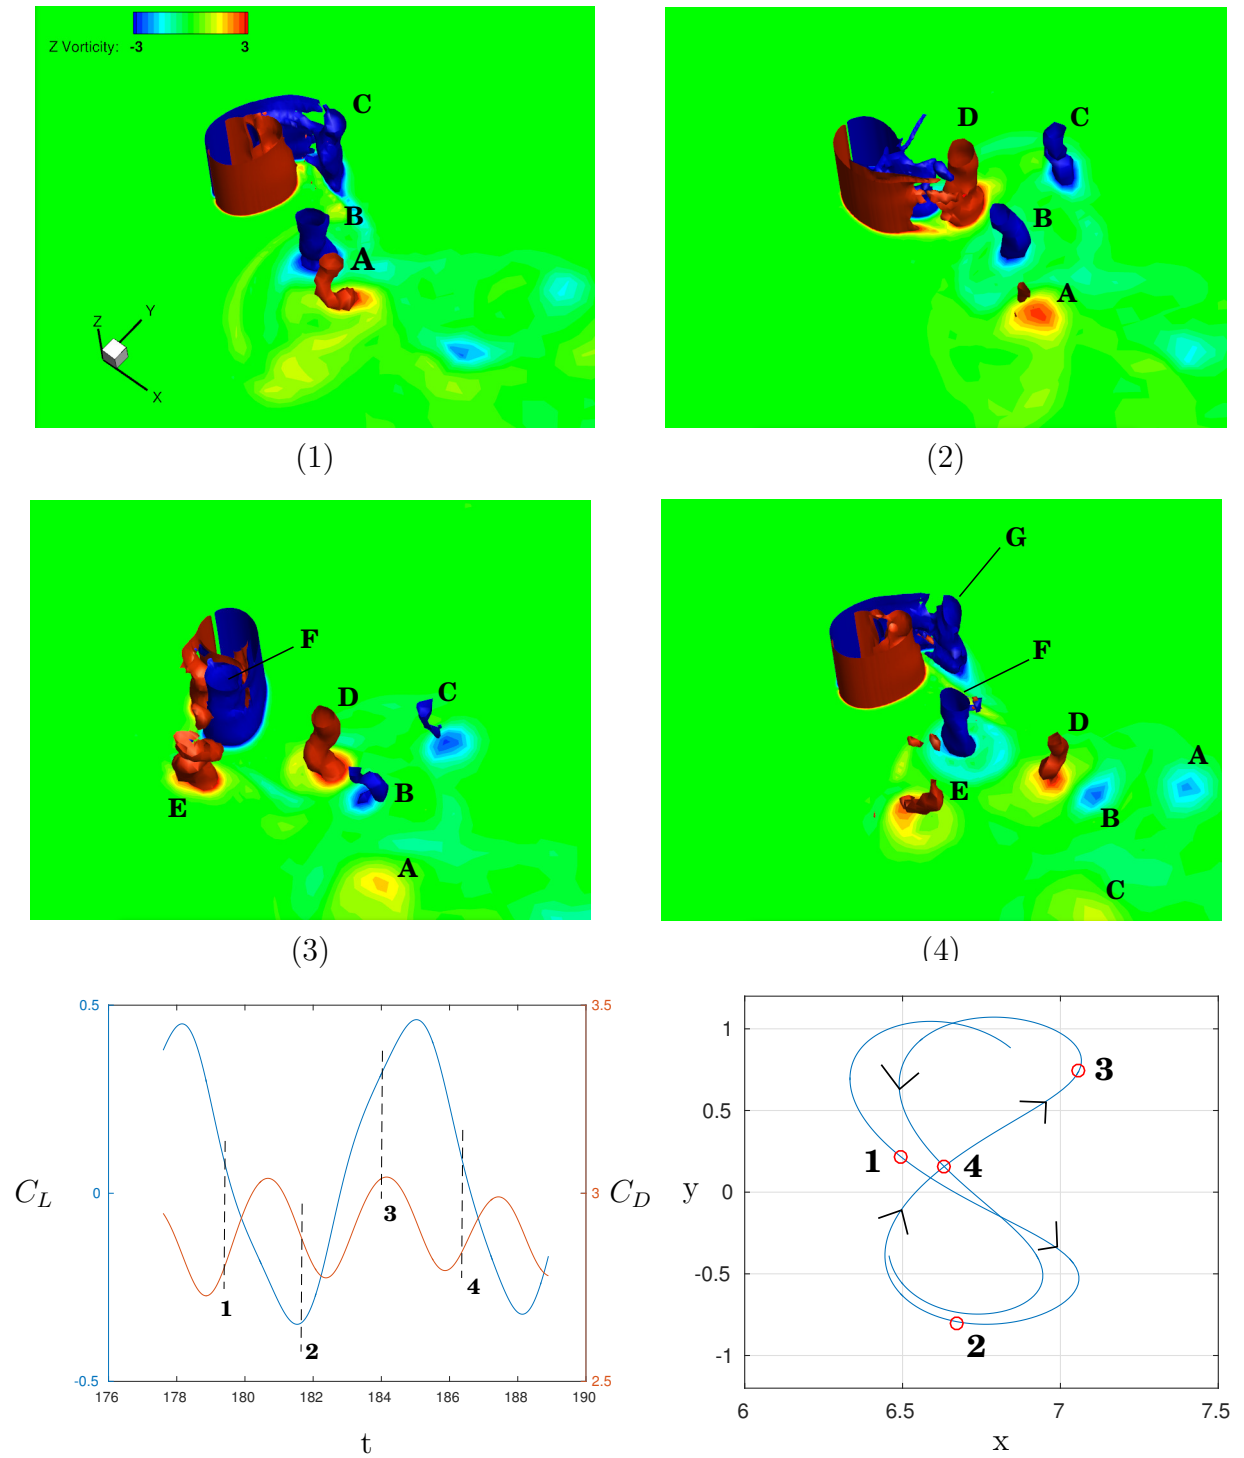 Z Vorticity: -3 3
C
B
A
Z
Y
X
(1)
D
C
B
A
(2)
F
D
C
B
E
A
(3)
G
F
D
A
E
B
C
(4)
0.5
0
-0.5
C_L
3.5
3
2.5
C_D
1
2
3
4
176 178 180 182 184 186 188 190
t
1
0.5
0
-0.5
-1
y
1
2
3
4
6 6.5 7 7.5
x